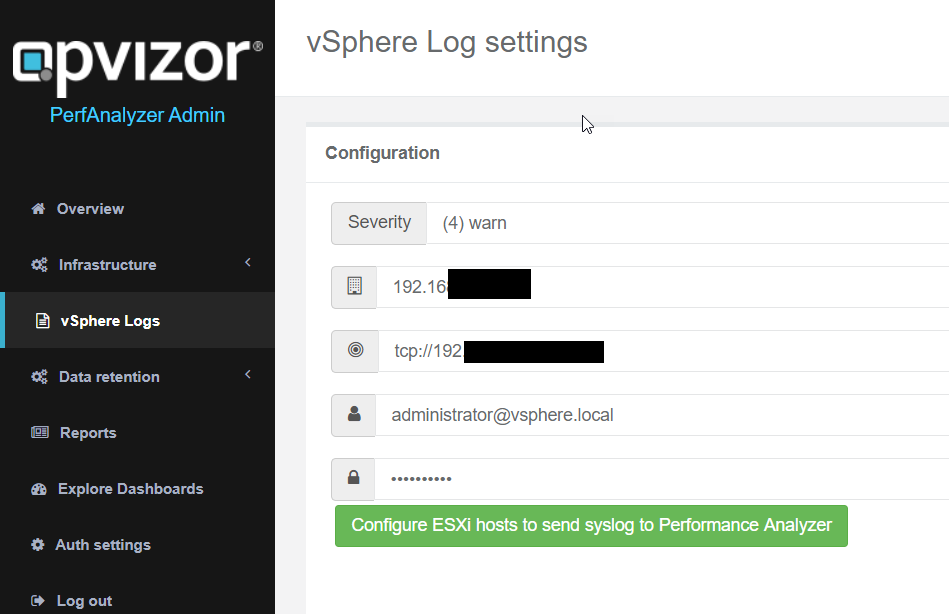 opvizor®
PerfAnalyzer Admin
Overview
Infrastructure
vSphere Logs
Data retention
Reports
Explore Dashboards
Auth settings
Log out
vSphere Log settings
Configuration
Severity (4) warn
192.16
tcp://192.
administrator@vsphere.local
••••••••••
Configure ESXi hosts to send syslog to Performance Analyzer